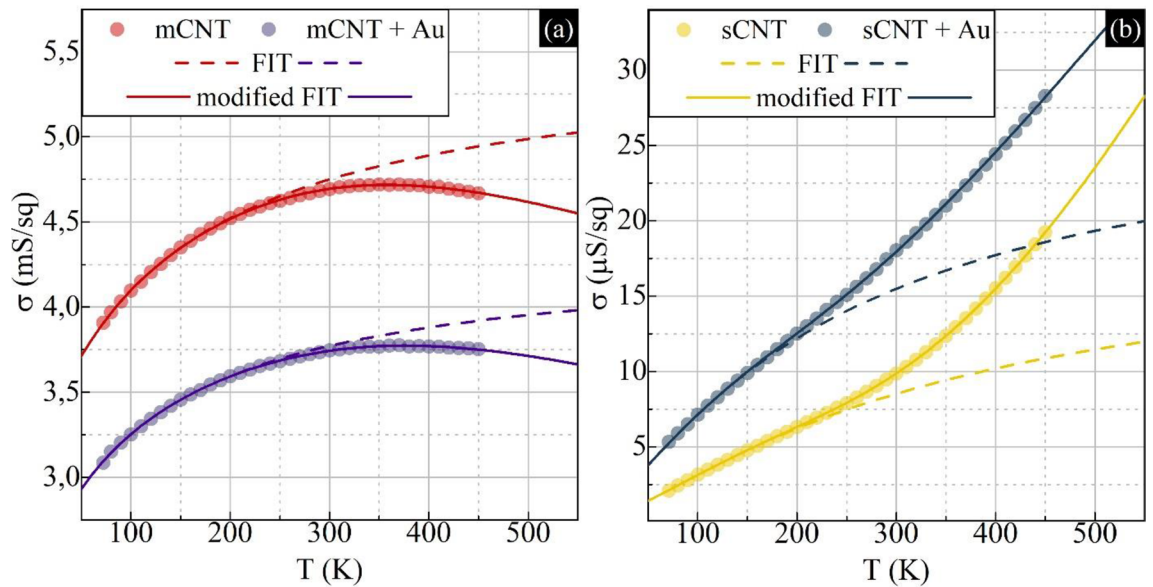 (a)
mCNT mCNT + Au
FIT
modified FIT
5,5
5,0
4,5
4,0
3,5
3,0
σ (mS/sq)
100 200 300 400 500
T (K)
(b)
sCNT sCNT + Au
FIT
modified FIT
30
25
20
15
10
5
σ (μS/sq)
100 200 300 400 500
T (K)